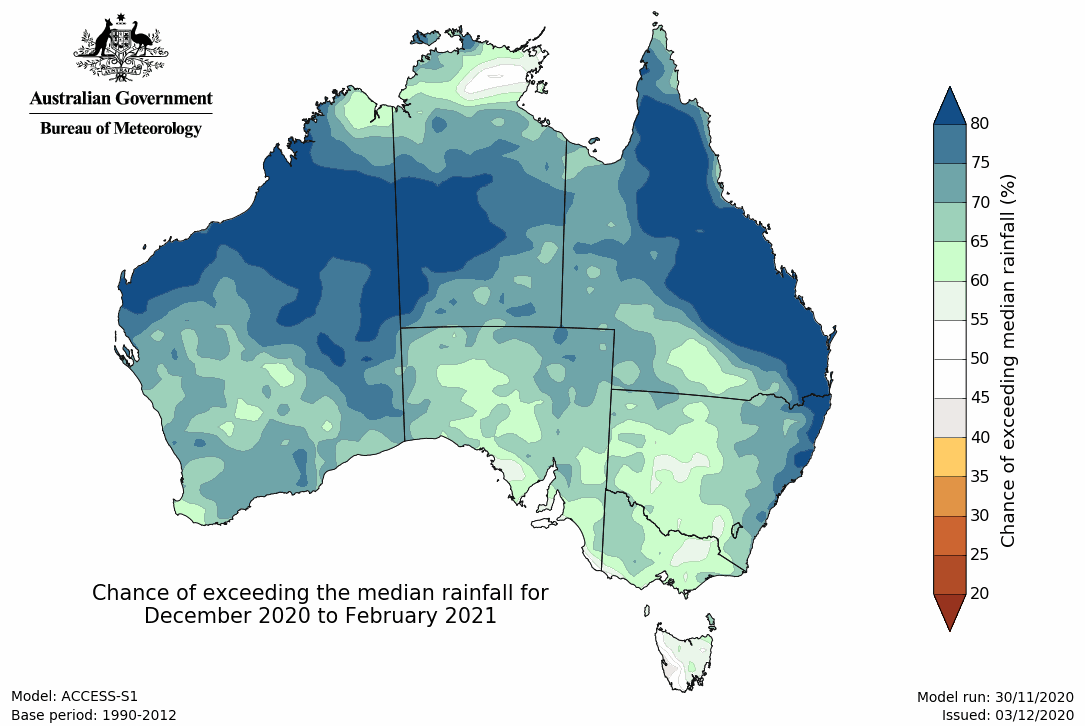 Australian Government
Bureau of Meteorology
80
75
70
65
60
55
50
45
40
35
30
25
20
Chance of exceeding median rainfall (%)
Chance of exceeding the median rainfall for
December 2020 to February 2021
Model: ACCESS-S1
Base period: 1990-2012
Model run: 30/11/2020
Issued: 03/12/2020